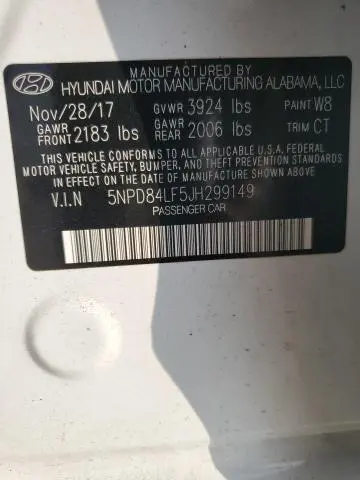 MANUFACTURED BY
HYUNDAI MOTOR MANUFACTURING ALABAMA, LLC
Nov/28/17 GVWR 3924 lbs PAINT W8
GAWR FRONT 2183 lbs GAWR REAR 2006 lbs TRIM CT
THIS VEHICLE CONFORMS TO ALL APPLICABLE U.S.A. FEDERAL
MOTOR VEHICLE SAFETY, BUMPER, AND THEFT PREVENTION
STANDARDS IN EFFECT ON THE DATE OF MANUFACTURE SHOWN ABOVE.
V.I.N 5NPD84LF5JH299149
PASSENGER CAR